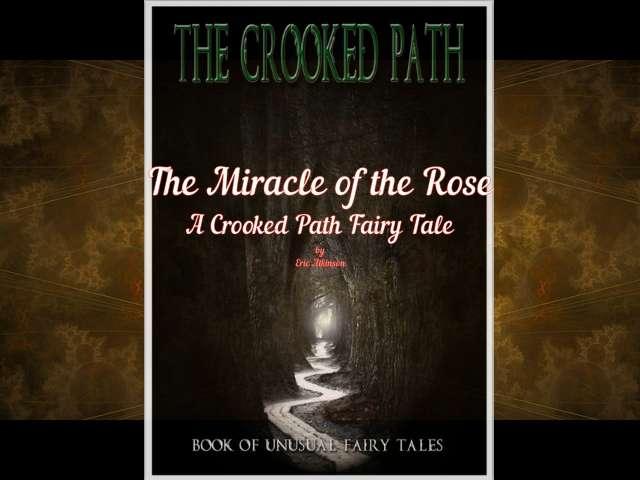 THE CROOKED PATH
The Miracle of the Rose
A Crooked Path Fairy Tale
by
Eric Atkinson
BOOK OF UNUSUAL FAIRY TALES